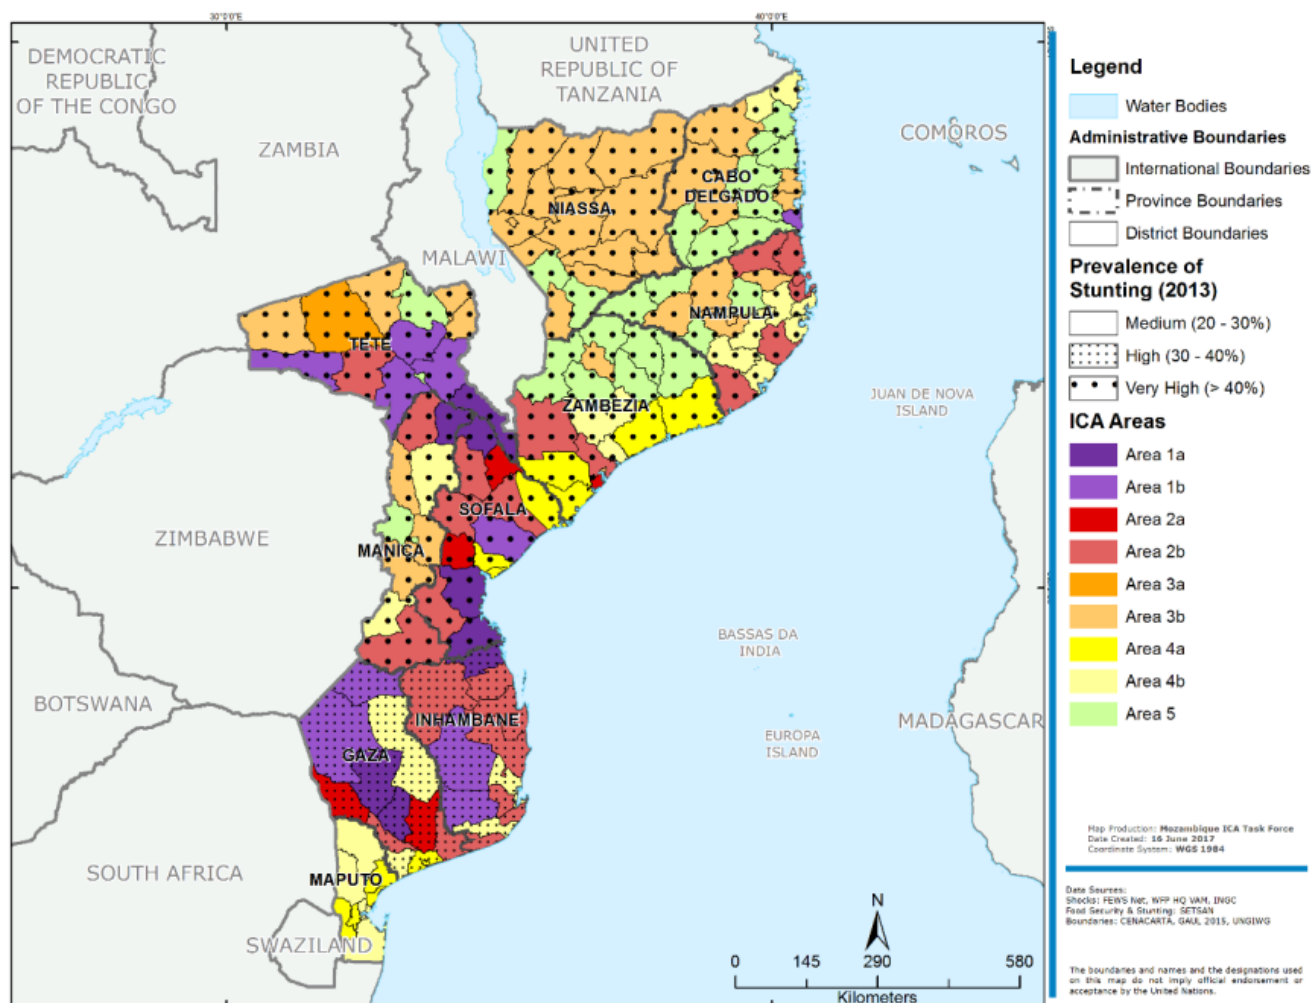 30°0'0"E
40°0'0"E
DEMOCRATIC
REPUBLIC
OF THE CONGO
UNITED
REPUBLIC OF
TANZANIA
ZAMBIA
COMOROS
CABO
DELGADO
NIASSA
MALAWI
NAMPULA
TETE
JUAN DE NOVA
ISLAND
ZAMBEZIA
SOFALA
ZIMBABWE
MANICA
BASSAS DA
INDIA
BOTSWANA
INHAMBANE
MADAGASCAR
EUROPA
ISLAND
GAZA
SOUTH AFRICA
MAPUTO
SWAZILAND
N
0 145 290 580
Kilometers
Legend
Water Bodies
Administrative Boundaries
International Boundaries
Province Boundaries
District Boundaries
Prevalence of
Stunting (2013)
Medium (20 - 30%)
High (30 - 40%)
Very High (> 40%)
ICA Areas
Area 1a
Area 1b
Area 2a
Area 2b
Area 3a
Area 3b
Area 4a
Area 4b
Area 5
Map Production: Mozambique ICA Task Force
Date Created: 16 June 2017
Coordinate System: WGS 1984
Data Sources:
Shocks: FEWS Net, WFP HQ VAM, INGC
Food Security & Stunting: SETSAN
Boundaries: CENACARTA, GAUL 2015, UNGIWG
The boundaries and names and the designations used
on this map do not imply official endorsement or
acceptance by the United Nations.